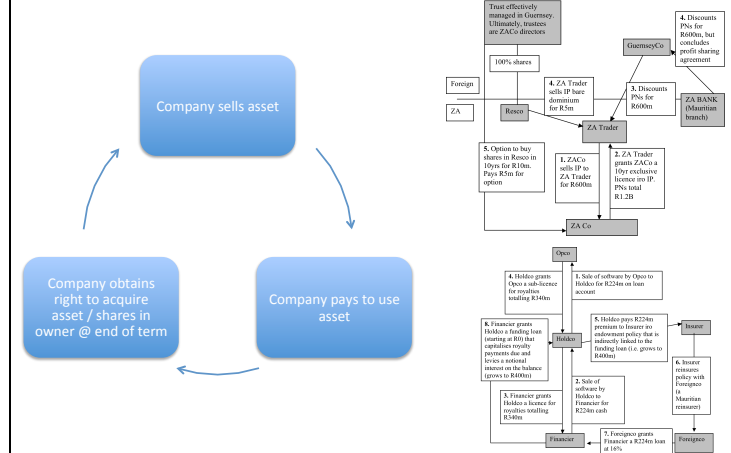 Company sells asset
Company pays to use
asset
Company obtains
right to acquire
asset / shares in
owner @ end of term
Trust effectively
managed in Guernsey.
Ultimately, trustees
are ZACo directors
100% shares
Foreign
ZA
Resco
GuernseyCo
4. Discounts
PNs for
R600m, but
concludes
profit sharing
agreement
4. ZA Trader
sells IP bare
dominium
for R5m
3. Discounts
PNs for
R600m
ZA BANK
(Mauritian
branch)
ZA Trader
5. Option to buy
shares in Resco in
10yrs for R10m.
Pays R5m for
option
1. ZACo
sells IP to
ZA Trader
for R600m
2. ZA Trader
grants ZACo a
10yr exclusive
licence iro IP.
PNs total
R1.2B
ZA Co
Opco
4. Holdco grants
Opco a sub-licence
for royalties
totalling R340m
1. Sale of software by Opco to
Holdco for R224m on loan
account
8. Financier grants
Holdco a funding loan
(starting at R0) that
capitalises royalty
payments due and
levies a notional
interest on the balance
(grows to R400m)
Holdco
5. Holdco pays R224m
premium to Insurer iro
endowment policy that is
indirectly linked to the
funding loan (i.e. grows to
R400m)
Insurer
6. Insurer
reinsures
policy with
Foreignco
(a
Mauritian
reinsurer)
3. Financier grants
Holdco a licence for
royalties totalling
R340m
2. Sale of
software by
Holdco to
Financier for
R224m cash
Financier
7. Foreignco grants
Financier a R224m loan
at 16%
Foreignco